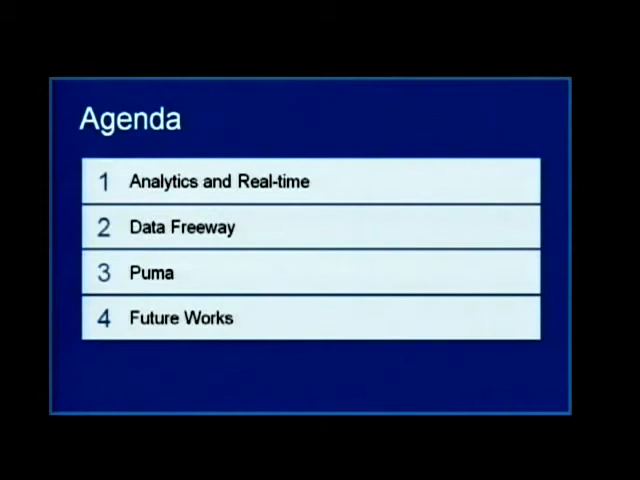 Agenda
1 Analytics and Real-time
2 Data Freeway
3 Puma
4 Future Works